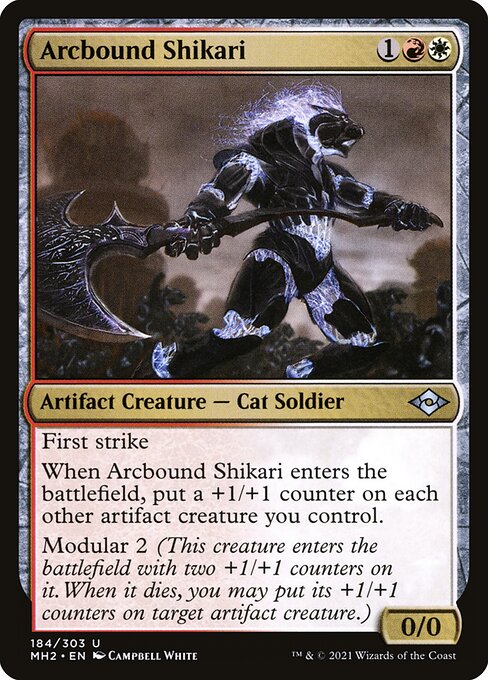 Arcbound Shikari 1
Artifact Creature — Cat Soldier
First strike
When Arcbound Shikari enters the
battlefield, put a +1/+1 counter on each
other artifact creature you control.
Modular 2 (This creature enters the
battlefield with two +1/+1 counters on
it. When it dies, you may put its +1/+1
counters on target artifact creature.)
0/0
184/303 U
MH2 • EN Campbell White
™ & © 2021 Wizards of the Coast